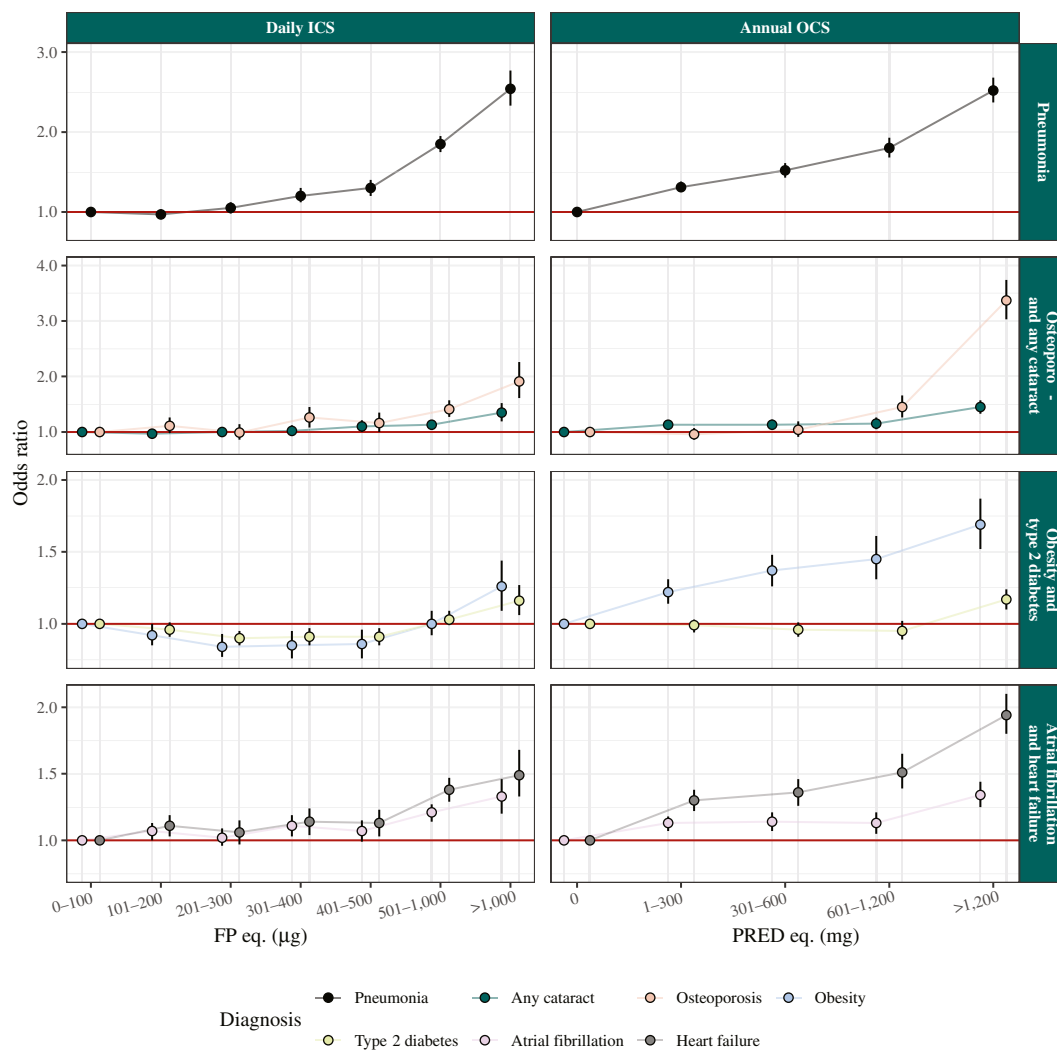 Daily ICS
Annual OCS
3.0
2.0
1.0
Pneumonia
4.0
3.0
2.0
1.0
Osteoporo -
and any cataract
Odds ratio
2.0
1.5
1.0
Obesity and
type 2 diabetes
2.0
1.5
1.0
Atrial fibrillation
and heart failure
0–100
101–200
201–300
301–400
401–500
501–1,000
>1,000
0
1–300
301–600
601–1,200
>1,200
FP eq. (μg)
PRED eq. (mg)
Diagnosis
Pneumonia
Any cataract
Osteoporosis
Obesity
Type 2 diabetes
Atrial fibrillation
Heart failure